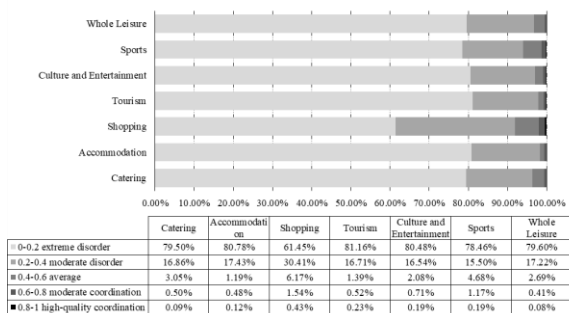 Whole Leisure
Sports
Culture and Entertainment
Tourism
Shopping
Accommodation
Catering
0.00% 10.00% 20.00% 30.00% 40.00% 50.00% 60.00% 70.00% 80.00% 90.00% 100.00%
Catering Accommodati on Shopping Tourism Culture and Entertainment Sports Whole Leisure
0-0.2 extreme disorder 79.50% 80.78% 61.45% 81.16% 80.48% 78.46% 79.60%
0.2-0.4 moderate disorder 16.86% 17.43% 30.41% 16.71% 16.54% 15.50% 17.22%
0.4-0.6 average 3.05% 1.19% 6.17% 1.39% 2.08% 4.68% 2.69%
0.6-0.8 moderate coordination 0.50% 0.48% 1.54% 0.52% 0.71% 1.17% 0.41%
0.8-1 high-quality coordination 0.09% 0.12% 0.43% 0.23% 0.19% 0.19% 0.08%